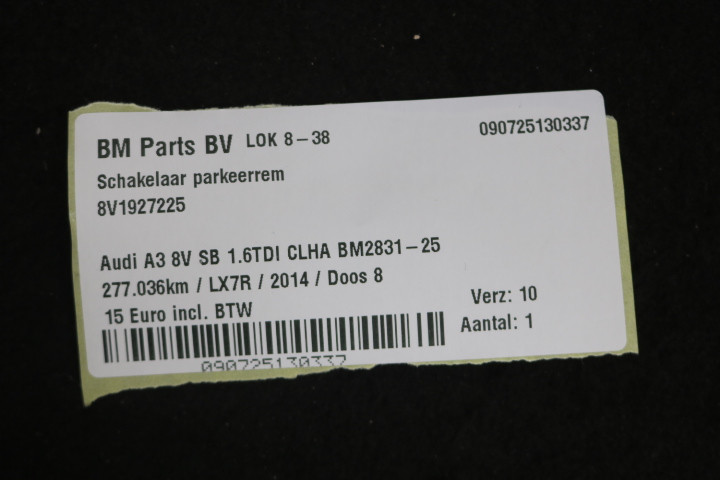 BM Parts BV LOK 8-38 090725130337
Schakelaar parkeerrem
8V1927225
Audi A3 8V SB 1.6TDI CLHA BM2831-25
277.036km / LX7R / 2014 / Doos 8
15 Euro incl. BTW Verz: 10
Aantal: 1
090725130337